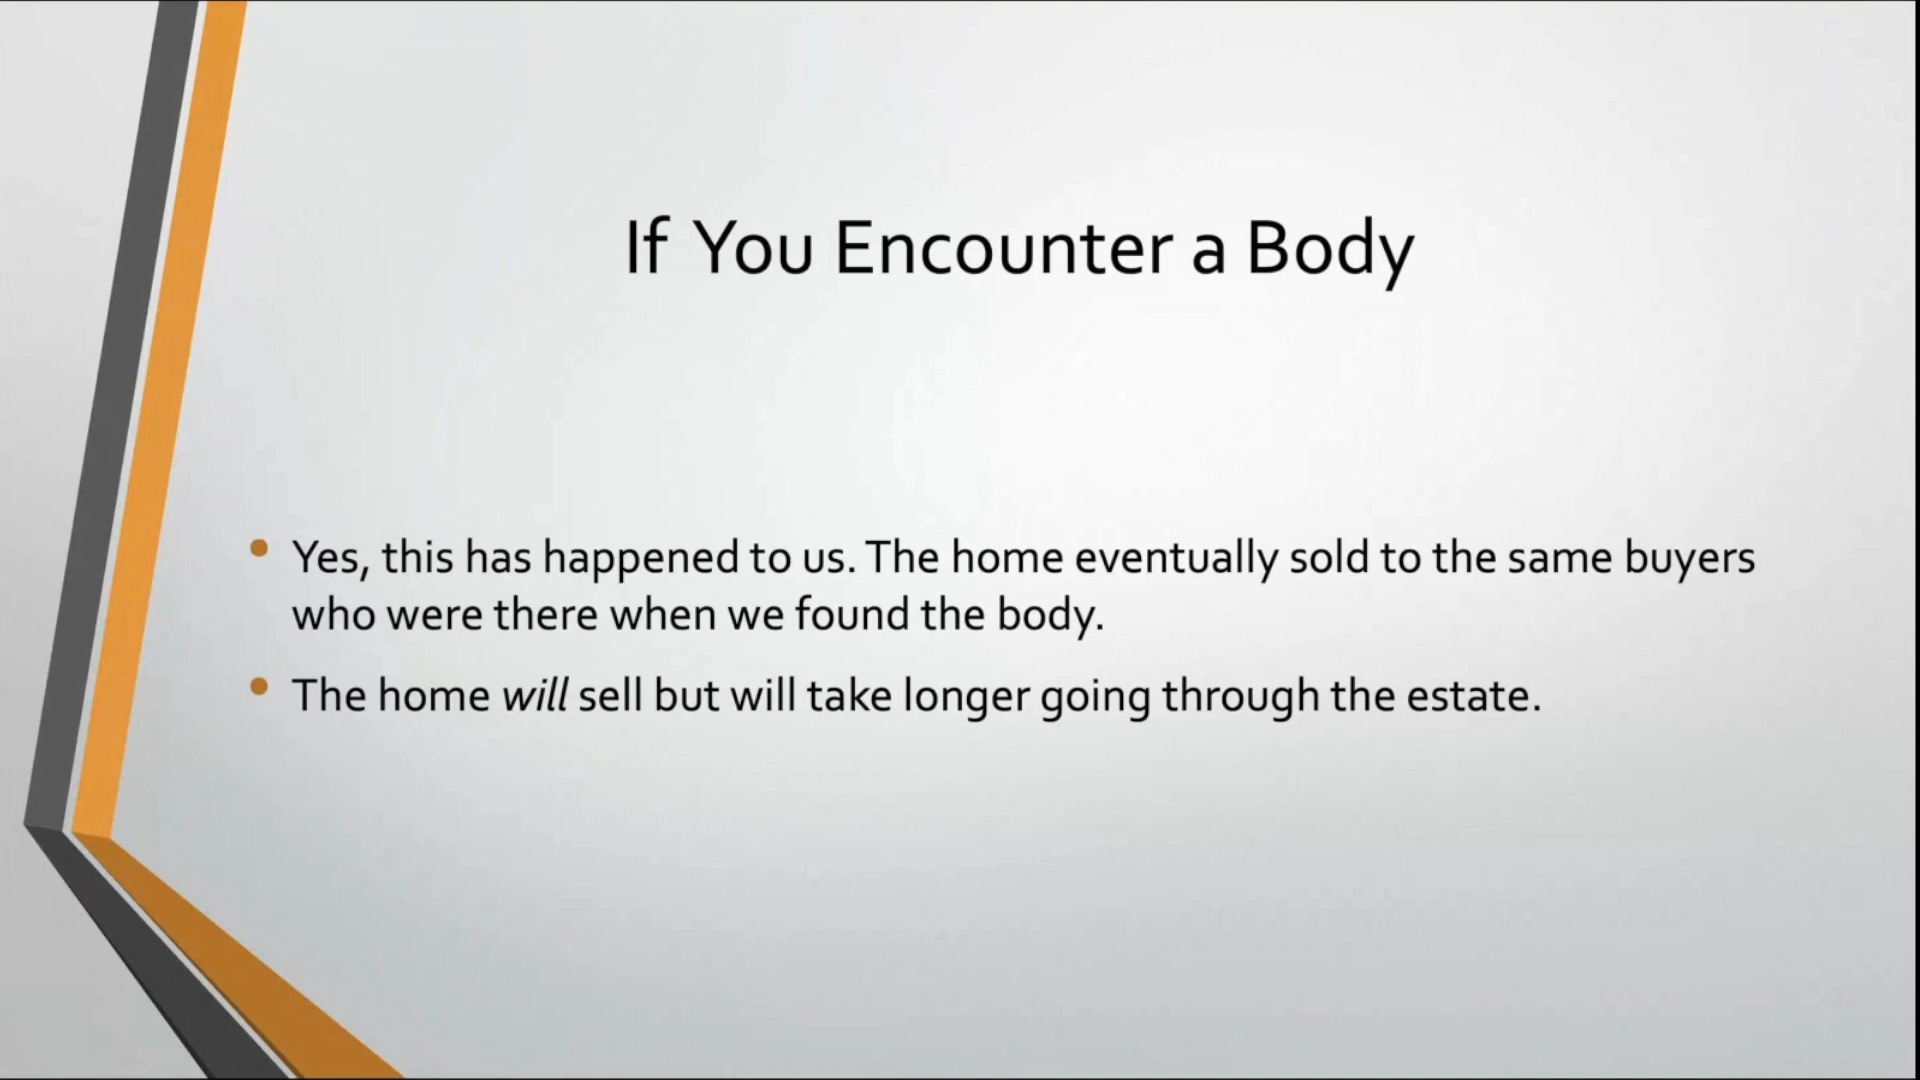 If You Encounter a Body
• Yes, this has happened to us. The home eventually sold to the same buyers
who were there when we found the body.
• The home will sell but will take longer going through the estate.